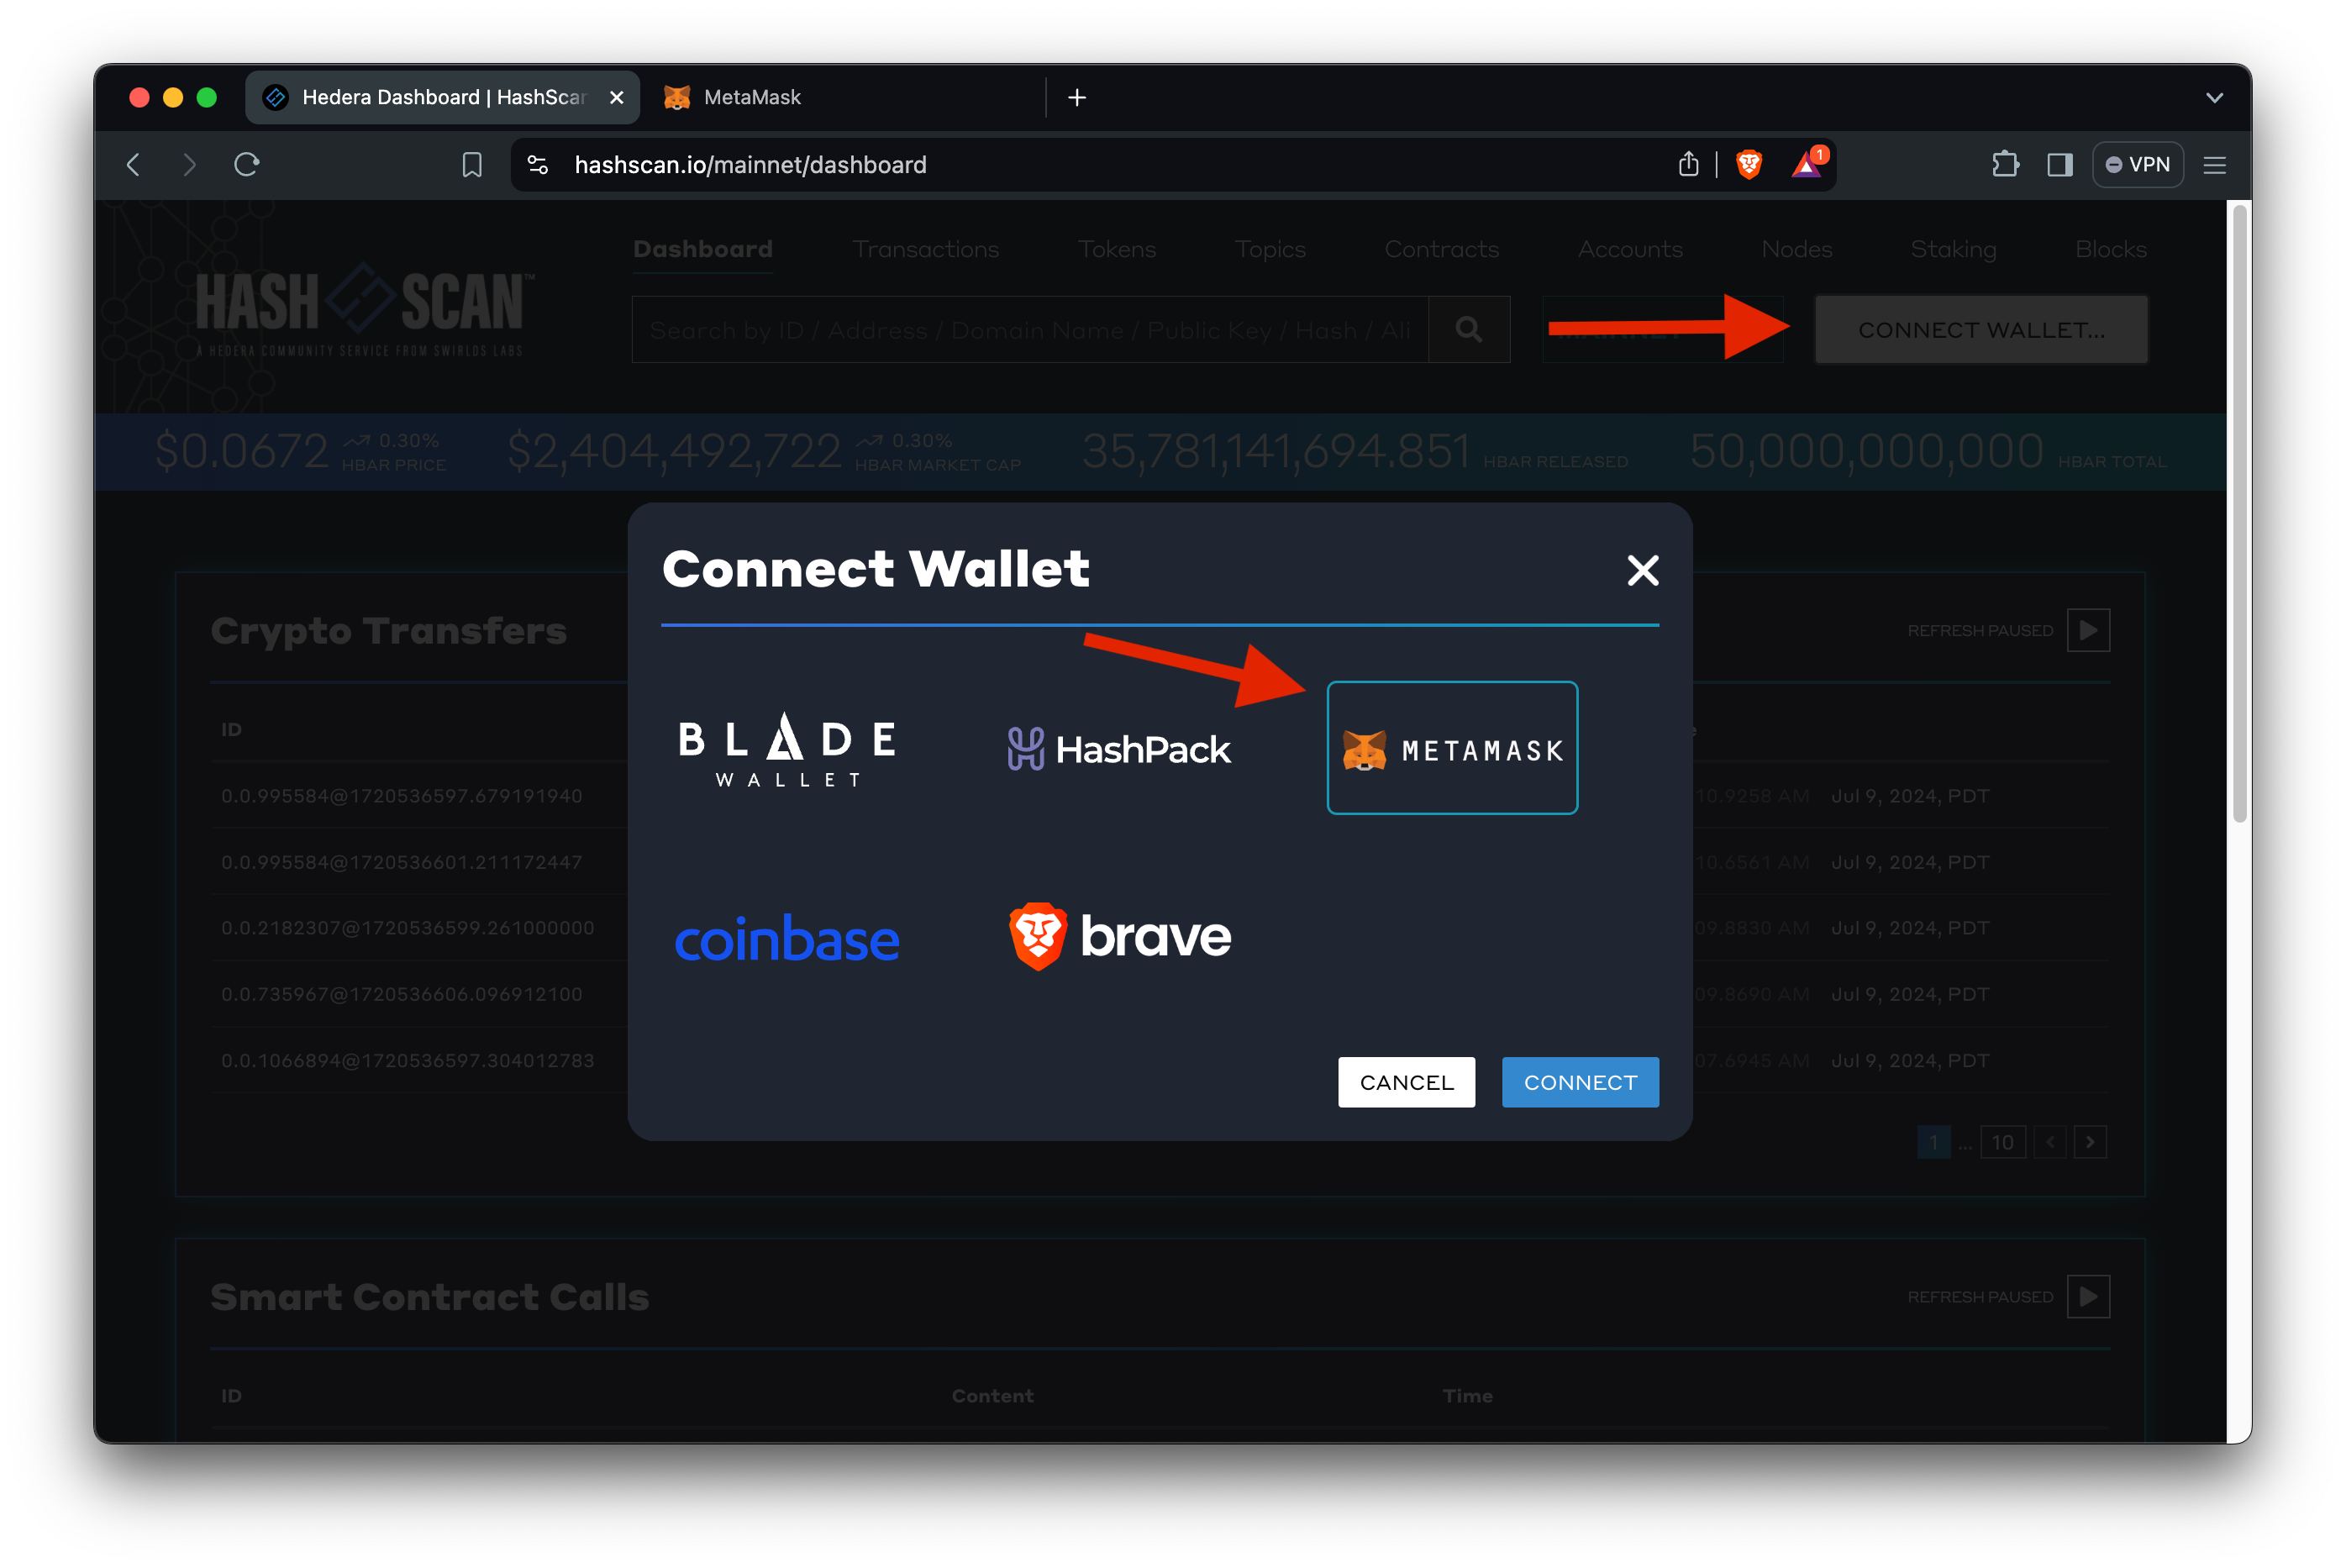 Hedera Dashboard | HashScan
MetaMask
hashscan.io/mainnet/dashboard
1
VPN
Dashboard Transactions Tokens Topics Contracts Accounts Nodes Staking Blocks
HASH SCAN™
A HEDERA COMMUNITY SERVICE FROM SWIRLDS LABS
Search by ID / Address / Domain Name / Public Key / Hash / Ali
CONNECT WALLET...
$0.0672 0.30% HBAR PRICE
$2,404,492,722 0.30% HBAR MARKET CAP
35,781,141,694.851 HBAR RELEASED
50,000,000,000 HBAR TOTAL
Connect Wallet
BLADE
WALLET
HashPack
METAMASK
coinbase
brave
CANCEL CONNECT
Crypto Transfers
REFRESH PAUSED
ID
0.0.995584@1720536597.679191940 10.9258 AM Jul 9, 2024, PDT
0.0.995584@1720536601.211172447 10.6561 AM Jul 9, 2024, PDT
0.0.2182307@1720536599.261000000 09.8830 AM Jul 9, 2024, PDT
0.0.735967@1720536606.096912100 09.8690 AM Jul 9, 2024, PDT
0.0.1066894@1720536597.304012783 07.6945 AM Jul 9, 2024, PDT
1 ... 10
Smart Contract Calls
REFRESH PAUSED
ID Content Time